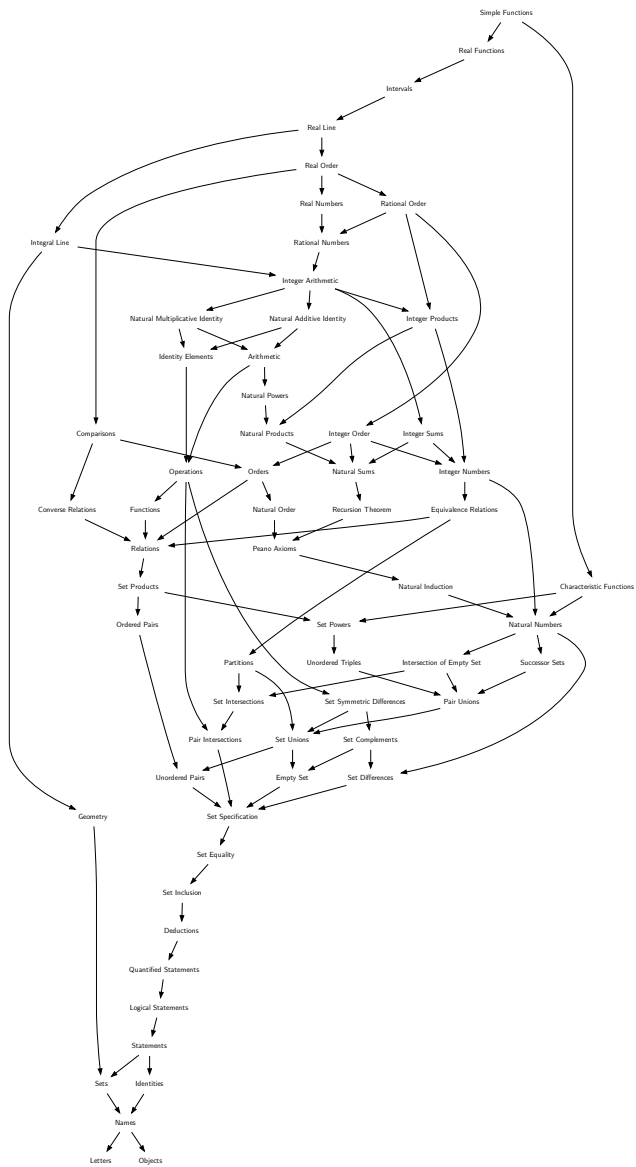 Simple Functions
Real Functions
Intervals
Real Line
Real Order
Real Numbers
Rational Order
Integral Line
Rational Numbers
Integer Arithmetic
Natural Multiplicative Identity
Natural Additive Identity
Integer Products
Identity Elements
Arithmetic
Natural Powers
Comparisons
Natural Products
Integer Order
Integer Sums
Operations
Orders
Natural Sums
Integer Numbers
Converse Relations
Functions
Natural Order
Recursion Theorem
Equivalence Relations
Relations
Peano Axioms
Set Products
Natural Induction
Characteristic Functions
Ordered Pairs
Set Powers
Natural Numbers
Partitions
Unordered Triples
Intersection of Empty Set
Successor Sets
Set Intersections
Set Symmetric Differences
Pair Unions
Pair Intersections
Set Unions
Set Complements
Unordered Pairs
Empty Set
Set Differences
Geometry
Set Specification
Set Equality
Set Inclusion
Deductions
Quantified Statements
Logical Statements
Statements
Sets
Identities
Names
Letters
Objects